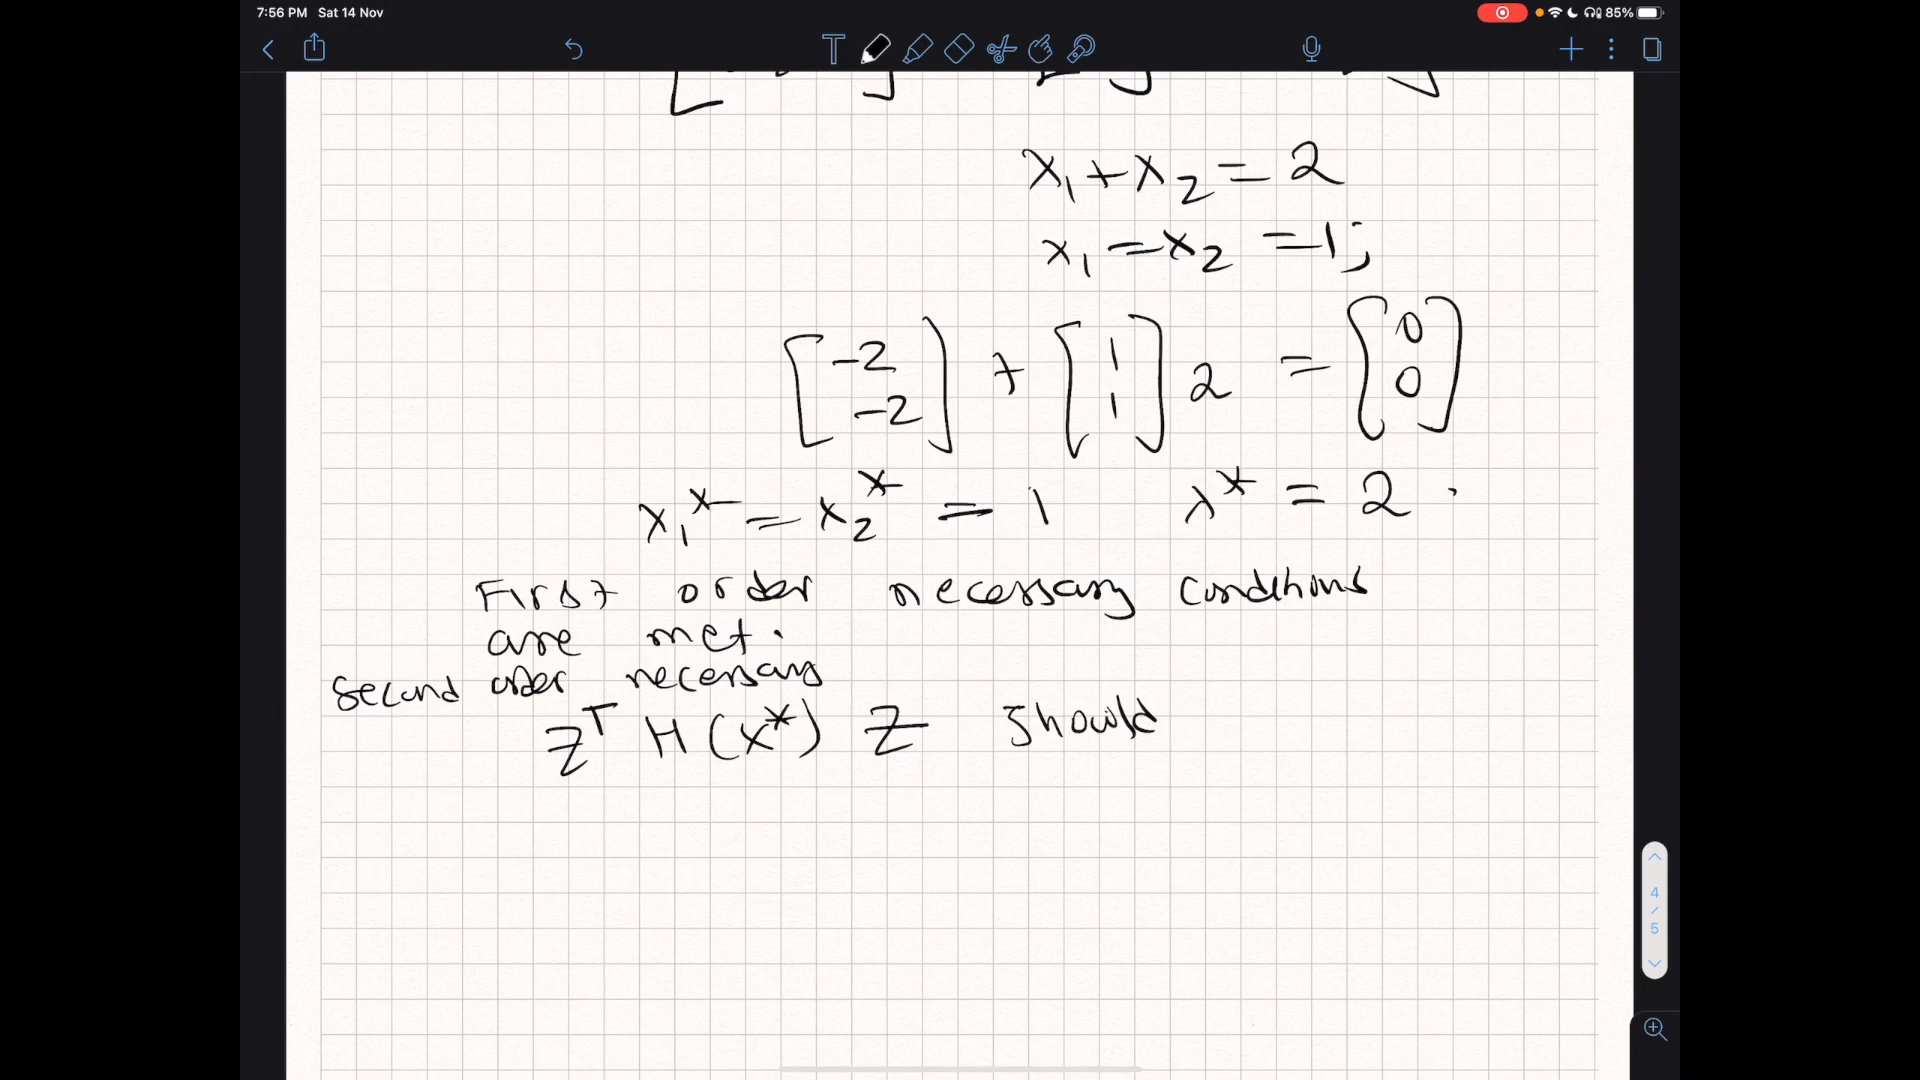 7:56 PM Sat 14 Nov
85%
x₁ + x₂ = 2
x₁ = x₂ = 1;
[-2 -2] + [1 1] 2 = [0 0]
x₁* = x₂* = 1 λ* = 2.
First order necessary conditions
are met.
Second order necessary
Zᵀ H(x*) Z should
4
/
5